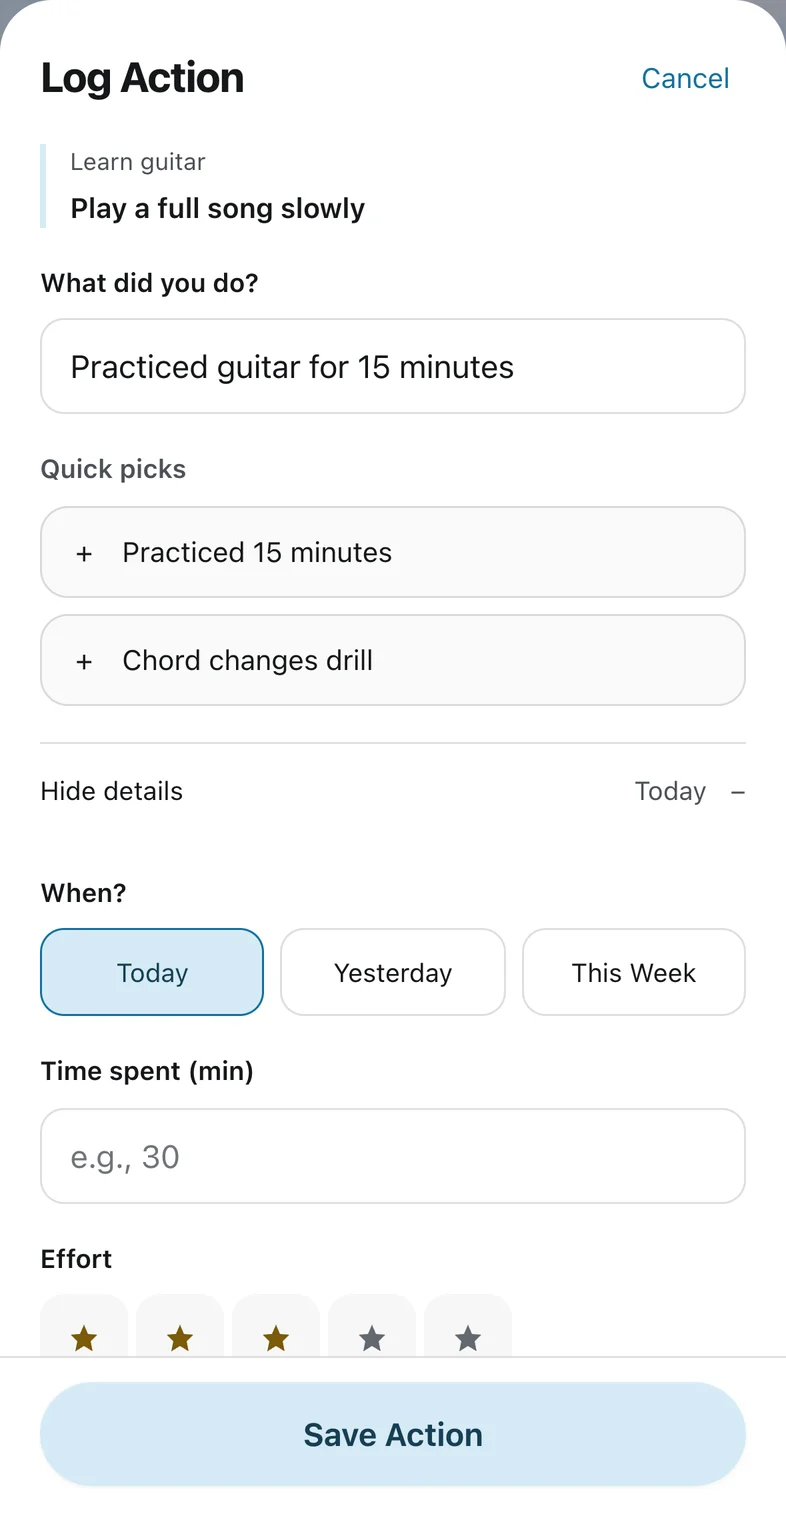 Log Action
Cancel
Learn guitar
Play a full song slowly
What did you do?
Practiced guitar for 15 minutes
Quick picks
+ Practiced 15 minutes
+ Chord changes drill
Hide details
Today –
When?
Today
Yesterday
This Week
Time spent (min)
e.g., 30
Effort
Save Action